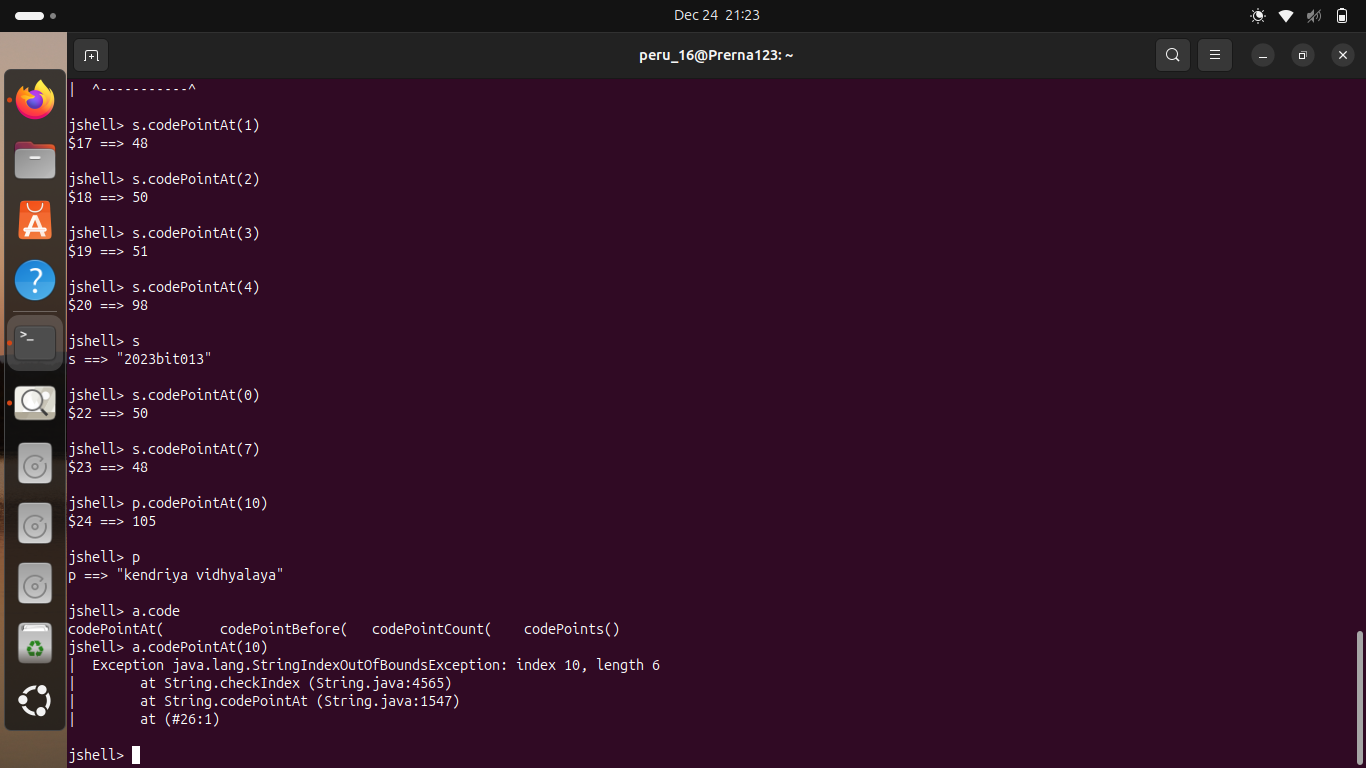 Dec 24 21:23
peru_16@Prerna123: ~
| ^-----------^
jshell> s.codePointAt(1)
$17 ==> 48
jshell> s.codePointAt(2)
$18 ==> 50
jshell> s.codePointAt(3)
$19 ==> 51
jshell> s.codePointAt(4)
$20 ==> 98
jshell> s
s ==> "2023bit013"
jshell> s.codePointAt(0)
$22 ==> 50
jshell> s.codePointAt(7)
$23 ==> 48
jshell> p.codePointAt(10)
$24 ==> 105
jshell> p
p ==> "kendriya vidhyalaya"
jshell> a.code
codePointAt( codePointBefore( codePointCount( codePoints()
jshell> a.codePointAt(10)
| Exception java.lang.StringIndexOutOfBoundsException: index 10, length 6
| at String.checkIndex (String.java:4565)
| at String.codePointAt (String.java:1547)
| at (#26:1)
jshell>